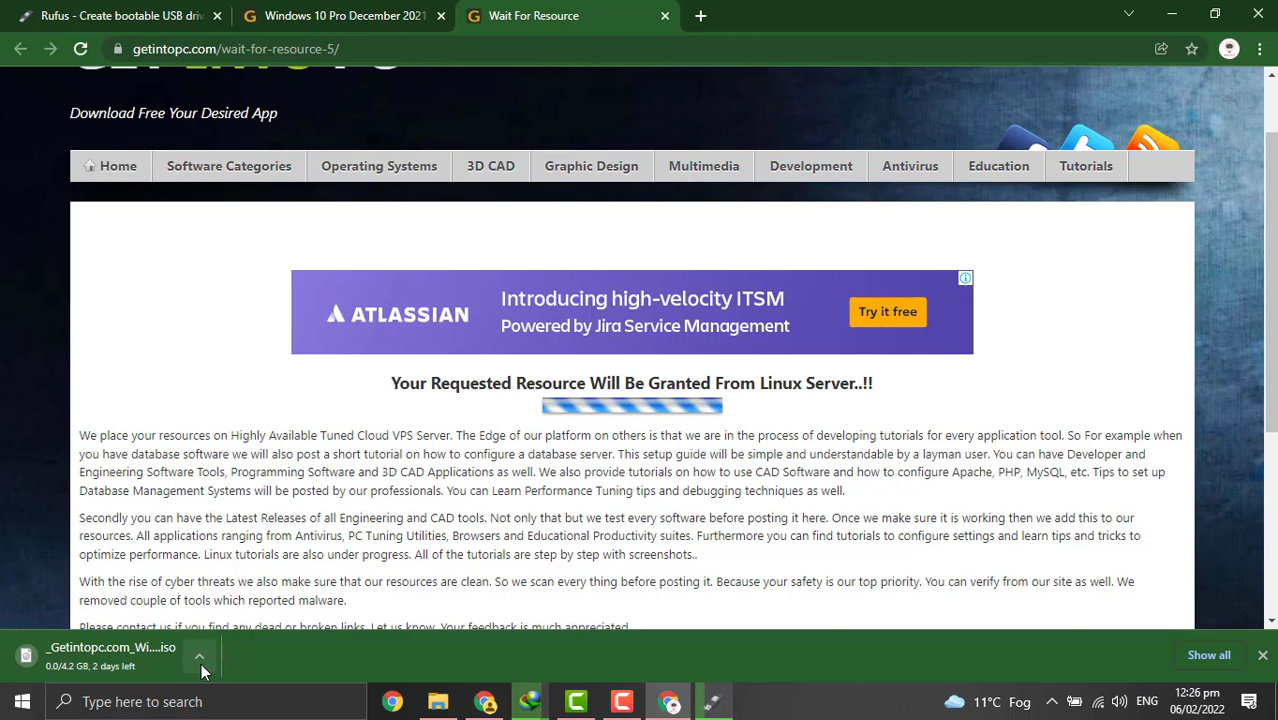 Rufus - Create bootable USB driv
Windows 10 Pro December 2021
Wait For Resource
getintopc.com/wait-for-resource-5/
Download Free Your Desired App
Home Software Categories Operating Systems 3D CAD Graphic Design Multimedia Development Antivirus Education Tutorials
ATLASSIAN
Introducing high-velocity ITSM
Powered by Jira Service Management
Try it free
Your Requested Resource Will Be Granted From Linux Server..!!
We place your resources on Highly Available Tuned Cloud VPS Server. The Edge of our platform on others is that we are in the process of developing tutorials for every application tool. So For example when
you have database software we will also post a short tutorial on how to configure a database server. This setup guide will be simple and understandable by a layman user. You can have Developer and
Engineering Software Tools, Programming Software and 3D CAD Applications as well. We also provide tutorials on how to use CAD Software and how to configure Apache, PHP, MySQL, etc. Tips to set up
Database Management Systems will be posted by our professionals. You can Learn Performance Tuning tips and debugging techniques as well.
Secondly you can have the Latest Releases of all Engineering and CAD tools. Not only that but we test every software before posting it here. Once we make sure it is working then we add this to our
resources. All applications ranging from Antivirus, PC Tuning Utilities, Browsers and Educational Productivity suites. Furthermore you can find tutorials to configure settings and learn tips and tricks to
optimize performance. Linux tutorials are also under progress. All of the tutorials are step by step with screenshots..
With the rise of cyber threats we also make sure that our resources are clean. So we scan every thing before posting it. Because your safety is our top priority. You can verify from our site as well. We
removed couple of tools which reported malware.
Please contact us if you find any dead or broken links. Let us know. Your feedback is much appreciated
_Getintopc.com_Wi....iso
0.0/4.2 GB, 2 days left
Show all
Type here to search
11°C Fog
ENG
12:26 pm
06/02/2022